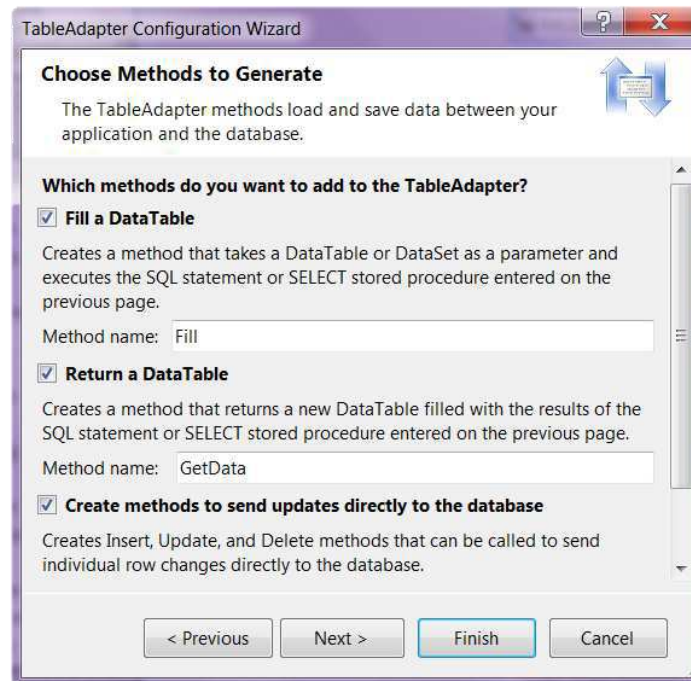 TableAdapter Configuration Wizard
Choose Methods to Generate
The TableAdapter methods load and save data between your
application and the database.
Which methods do you want to add to the TableAdapter?
Fill a DataTable
Creates a method that takes a DataTable or DataSet as a parameter and
executes the SQL statement or SELECT stored procedure entered on the
previous page.
Method name: Fill
Return a DataTable
Creates a method that returns a new DataTable filled with the results of the
SQL statement or SELECT stored procedure entered on the previous page.
Method name: GetData
Create methods to send updates directly to the database
Creates Insert, Update, and Delete methods that can be called to send
individual row changes directly to the database.
< Previous Next > Finish Cancel